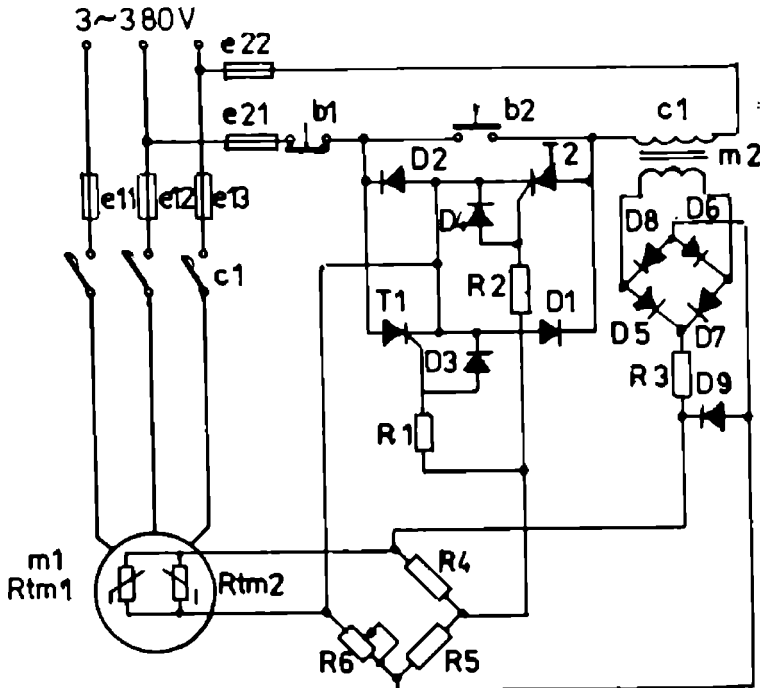 3~380V
e22
e21
b1
b2
c1
m2
D2
T2
e11
e12
e13
D4
D8
D6
c1
R2
T1
D1
D5
D7
D3
R3
D9
R1
m1
Rtm1
Rtm2
R4
R6
R5